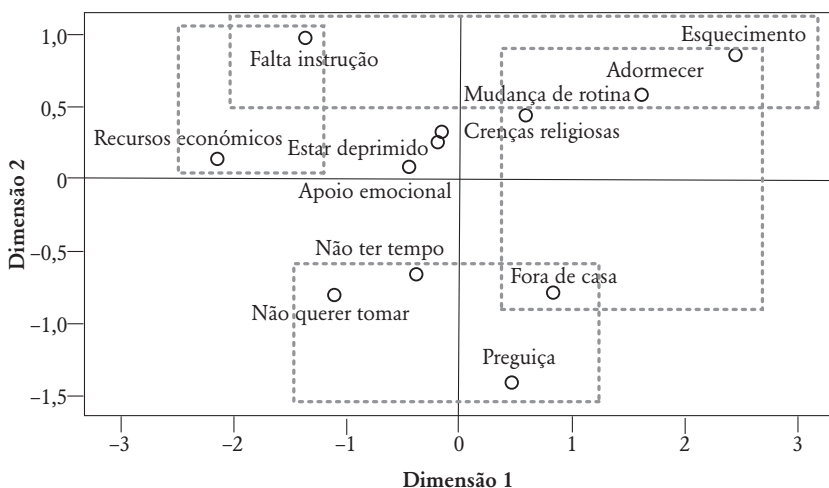 1,0
0,5
0
–0,5
–1,0
–1,5
Dimensão 2
Esquecimento
Falta instrução
Adormecer
Mudança de rotina
Crenças religiosas
Recursos económicos
Estar deprimido
Apoio emocional
Não ter tempo
Fora de casa
Não querer tomar
Preguiça
–3
–2
–1
0
1
2
3
Dimensão 1